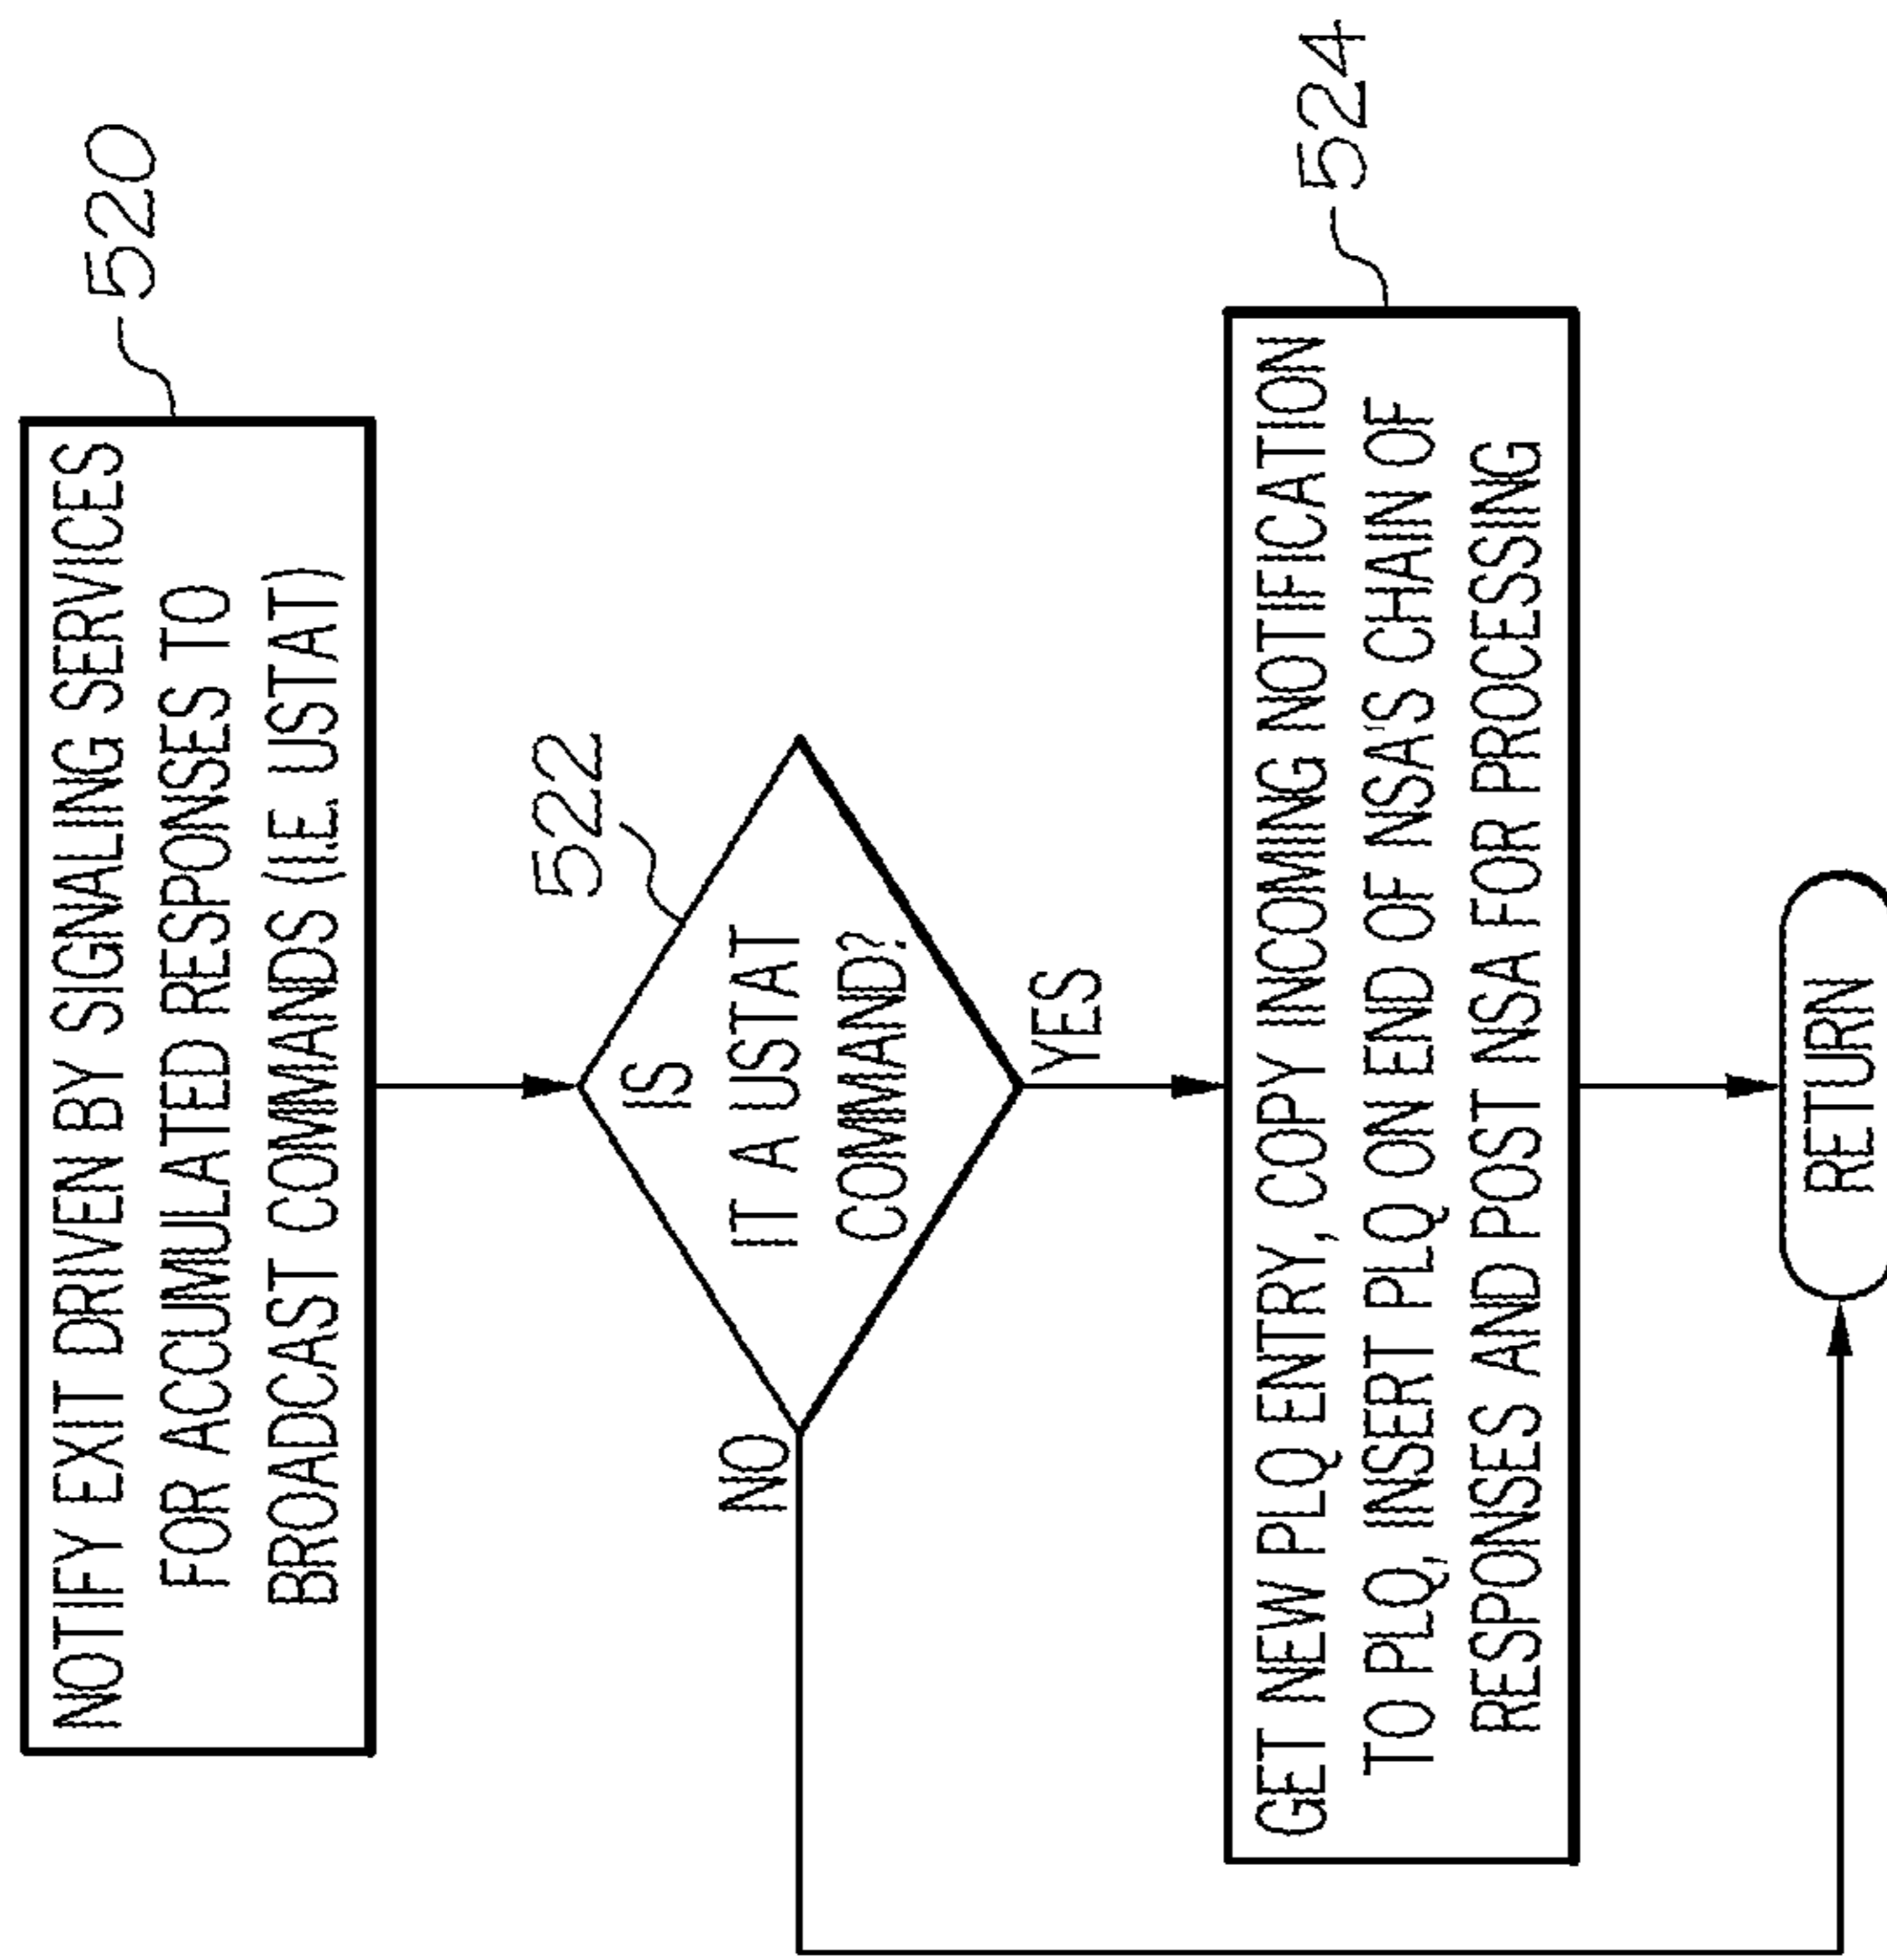 NOTIFY EXIT DRIVEN BY SIGNALING SERVICES
FOR ACCUMULATED RESPONSES TO
BROADCAST COMMANDS (I.E. USTAT)
520
IS
IT A USTAT
COMMAND?
522
NO
YES
GET NEW PLQ ENTRY, COPY INCOMING NOTIFICATION
TO PLQ, INSERT PLQ ON END OF NSA'S CHAIN OF
RESPONSES AND POST NSA FOR PROCESSING
524
RETURN